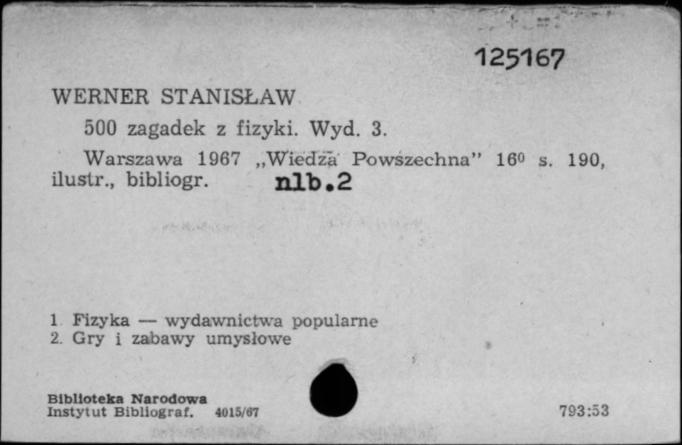 125167
WERNER STANISŁAW
500 zagadek z fizyki. Wyd. 3.
Warszawa 1967 „Wiedza Powszechna” 16⁰ s. 190,
ilustr., bibliogr. nlb.2
1 Fizyka — wydawnictwa popularne
2. Gry i zabawy umysłowe
Biblioteka Narodowa
Instytut Bibliograf. 4015/67
793:53